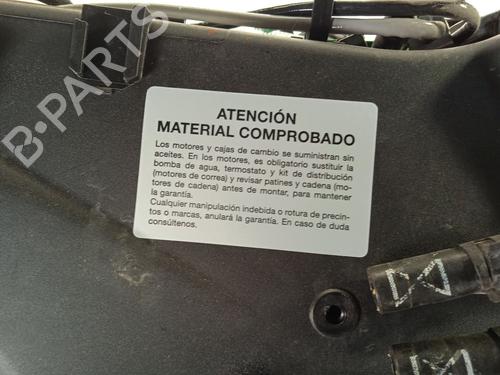 B-PARTS
ATENCIÓN
MATERIAL COMPROBADO
Los motores y cajas de cambio se suministran sin
aceites. En los motores, es obligatorio sustituir la
bomba de agua, termostato y kit de distribución
(motores de correa) y revisar patines y cadena (mo-
tores de cadena) antes de montar, para mantener
la garantía.
Cualquier manipulación indebida o rotura de precin-
tos o marcas, anulará la garantía. En caso de duda
consúltenos.